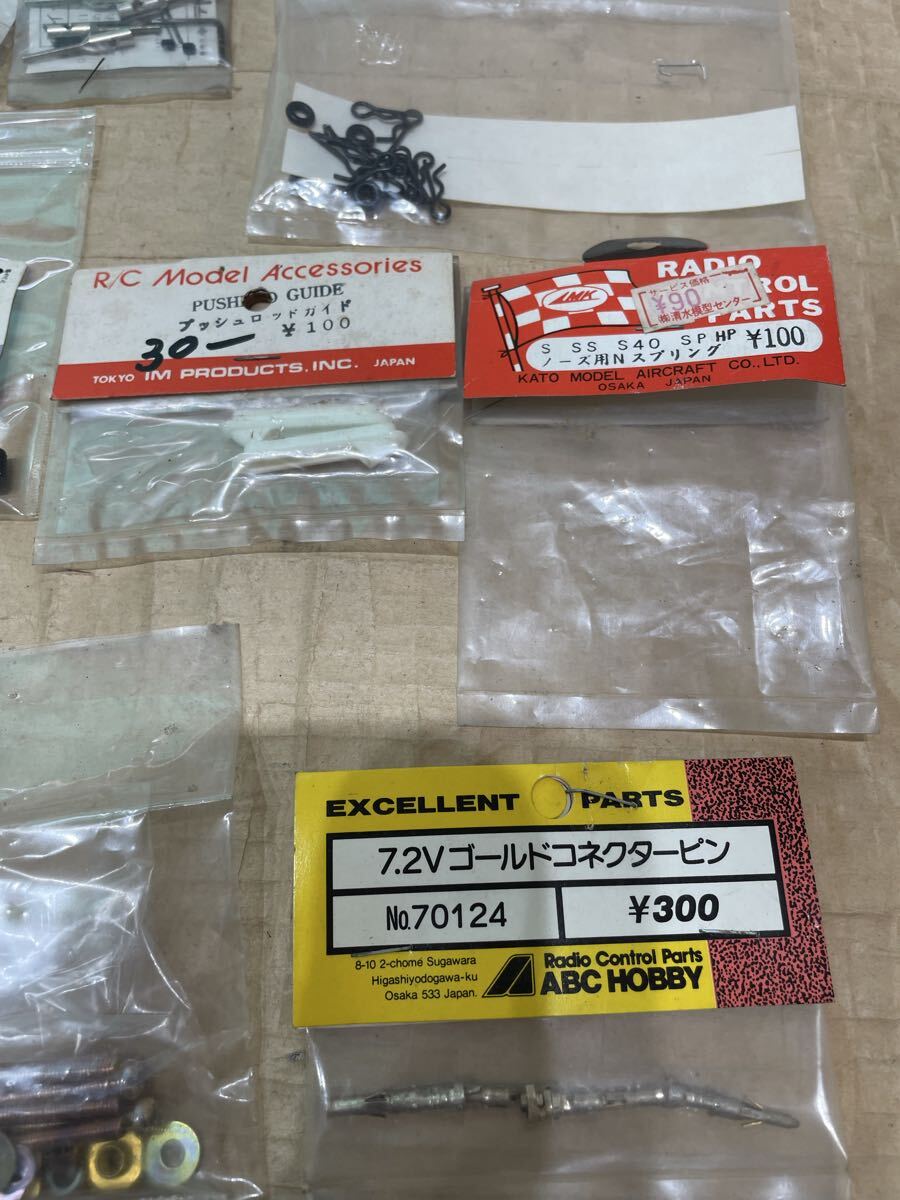 R/C Model Accessories
PUSH GUIDE
プッシュロッドガイド
¥100
30-
TOKYO IM PRODUCTS, INC. JAPAN
RADIO
PARTS
サービス価格
¥90
㈱清水模型センター
S SS S40 SP HP ¥100
ノーズ用Nスプリング
KATO MODEL AIRCRAFT CO., LTD.
OSAKA JAPAN
EXCELLENT PARTS
7.2Vゴールドコネクターピン
No.70124
¥300
8-10 2-chome Sugawara
Higashiyodogawa-ku
Osaka 533 Japan.
Radio Control Parts
ABC HOBBY